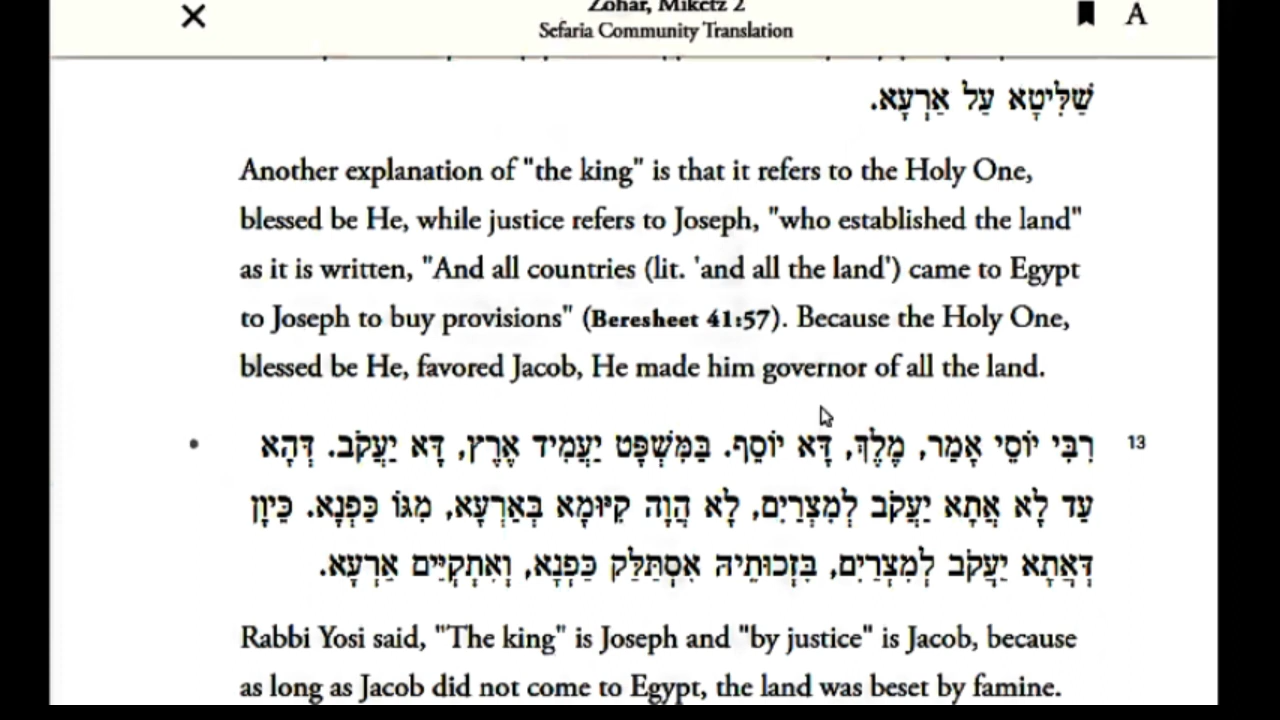 Zohar, Miketz 2
Sefaria Community Translation
A
שַׁלִּיטָא עַל אַרְעָא.
Another explanation of "the king" is that it refers to the Holy One,
blessed be He, while justice refers to Joseph, "who established the land"
as it is written, "And all countries (lit. 'and all the land') came to Egypt
to Joseph to buy provisions" (Beresheet 41:57). Because the Holy One,
blessed be He, favored Jacob, He made him governor of all the land.
13
רִבִּי יוֹסֵי אָמַר, מֶלֶךְ, דָּא יוֹסֵף. בַּמִּשְׁפָּט יַעֲמִיד אֶרֶץ, דָּא יַעֲקֹב. דְּהָא
עַד לָא אֲתָא יַעֲקֹב לְמִצְרַיִם, לָא הֲוָה קִיּוּמָא בְּאַרְעָא, מִגּוֹ כַּפְנָא. כֵּיוָן
דְּאֲתָא יַעֲקֹב לְמִצְרַיִם, בִּזְכוּתֵיהּ אִסְתַּלַּק כַּפְנָא, וְאִתְקְיִּים אַרְעָא.
Rabbi Yosi said, "The king" is Joseph and "by justice" is Jacob, because
as long as Jacob did not come to Egypt, the land was beset by famine.